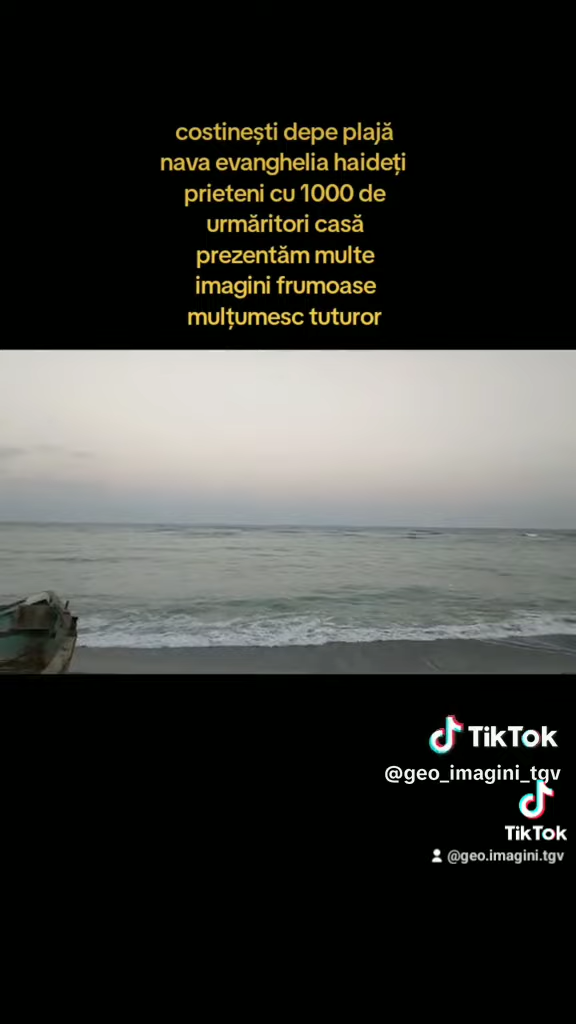 costinești depe plajă
nava evanghelia haideți
prieteni cu 1000 de
urmăritori casă
prezentăm multe
imagini frumoase
mulțumesc tuturor
TikTok
@geo_imagini_tgv
TikTok
@geo.imagini.tgv